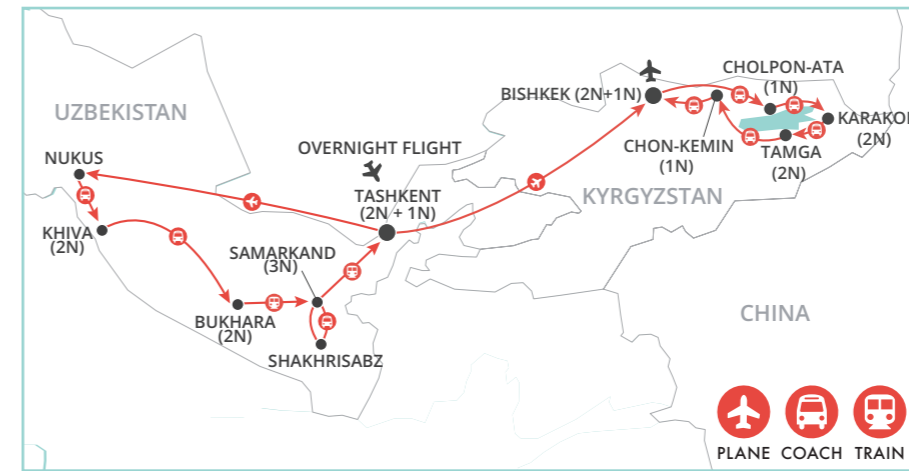 UZBEKISTAN
NUKUS
KHIVA
(2N)
BUKHARA
(2N)
SAMARKAND
(3N)
SHAKHRISABZ
OVERNIGHT FLIGHT
TASHKENT
(2N + 1N)
BISHKEK (2N+1N)
CHOLPON-ATA
(1N)
KARAKOL
(2N)
TAMGA
(2N)
CHON-KEMIN
(1N)
KYRGYZSTAN
CHINA
PLANE COACH TRAIN